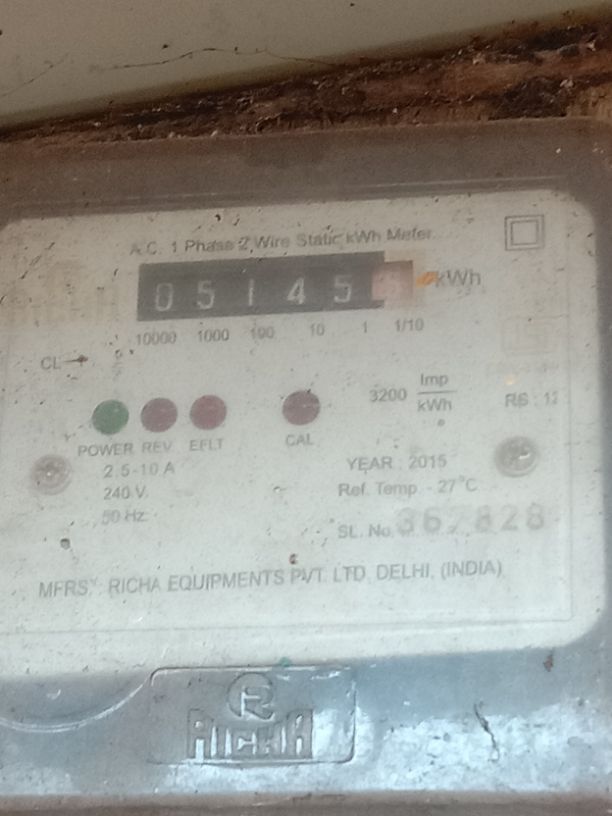 A.C. 1 Phase 2 Wire Static kWh Meter
0 5 1 4 5 kWh
10000 1000 100 10 1 1/10
CL
3200 Imp/kWh
POWER REV EFLT CAL
2.5-10 A
240 V.
50 Hz.
YEAR : 2015
Ref. Temp. - 27°C
SL. No. 367828
MFRS. RICHA EQUIPMENTS PVT. LTD. DELHI, (INDIA)
R
RICHA